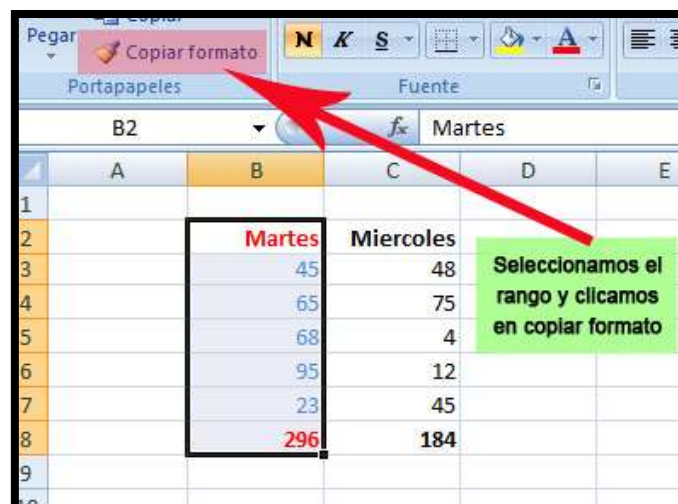 Copiar
Pegar
Copiar formato
N K S A
Portapapeles Fuente
B2 fx Martes
A B C D E
1
2 Martes Miercoles
3 45 48
4 65 75
5 68 4
6 95 12
7 23 45
8 296 184
9
10
Seleccionamos el
rango y clicamos
en copiar formato